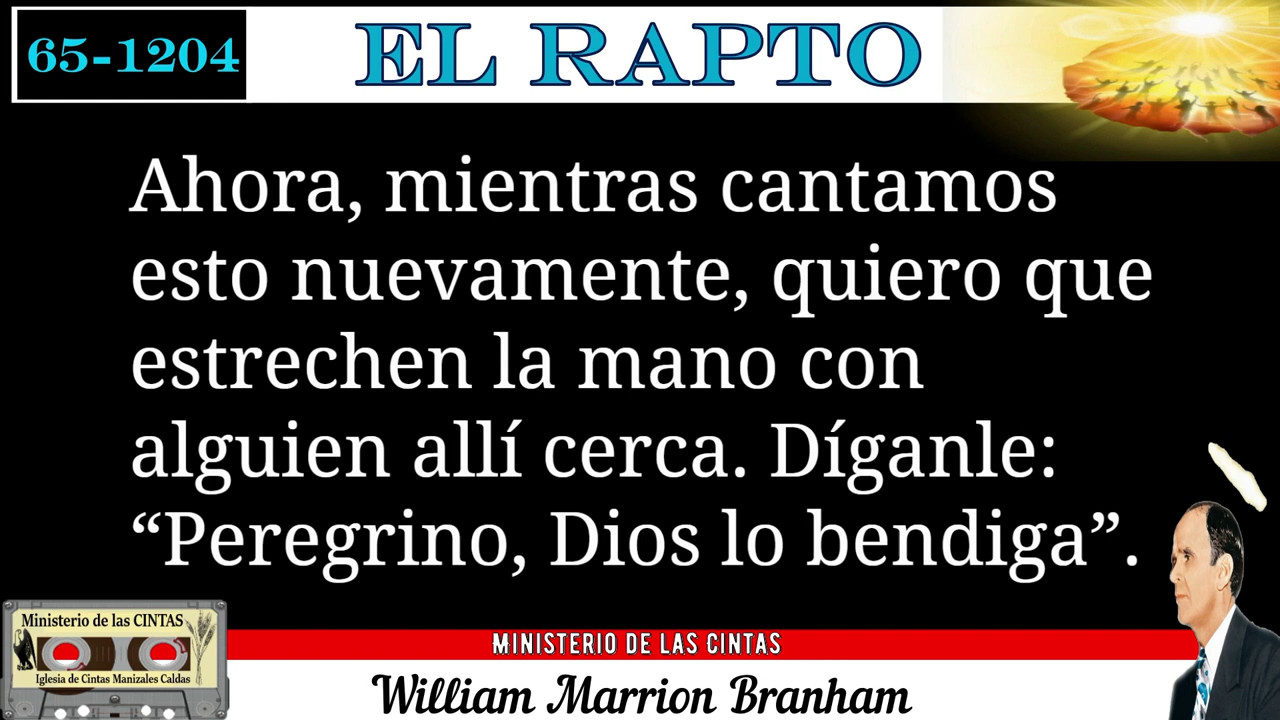 65-1204
EL RAPTO
Ahora, mientras cantamos
esto nuevamente, quiero que
estrechen la mano con
alguien allí cerca. Díganle:
“Peregrino, Dios lo bendiga”.
Ministerio de las CINTAS
Iglesia de Cintas Manizales Caldas
MINISTERIO DE LAS CINTAS
William Marrion Branham